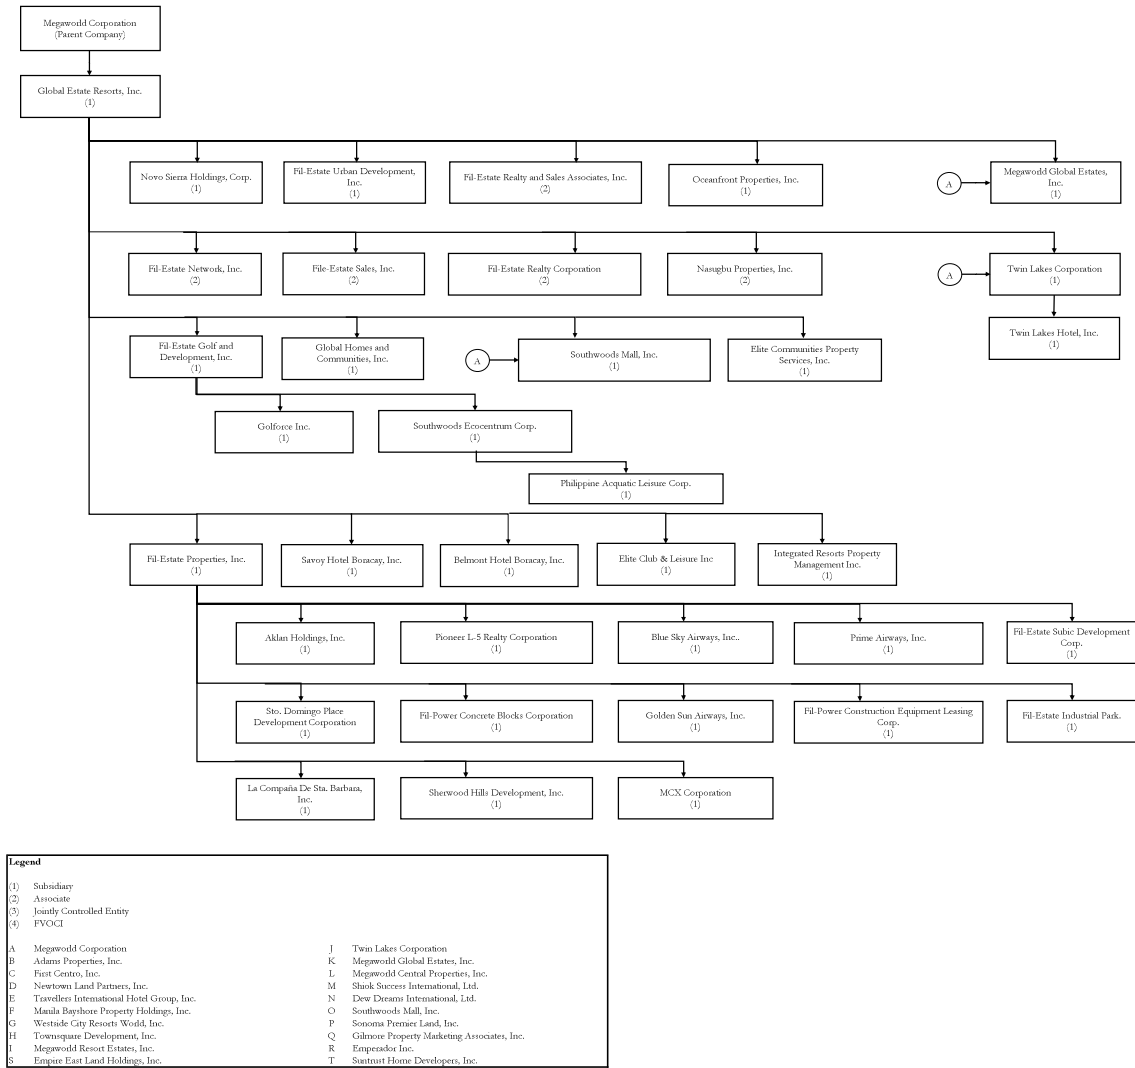 Megaworld Corporation
(Parent Company)
Global Estate Resorts, Inc.
(1)
Novo Sierra Holdings, Corp.
(1)
Fil-Estate Urban Development,
Inc.
(1)
Fil-Estate Realty and Sales Associates, Inc.
(2)
Oceanfront Properties, Inc.
(1)
A
Megaworld Global Estates,
Inc.
(1)
Fil-Estate Network, Inc.
(2)
File-Estate Sales, Inc.
(2)
Fil-Estate Realty Corporation
(2)
Nasugbu Properties, Inc.
(2)
A
Twin Lakes Corporation
(1)
Twin Lakes Hotel, Inc.
(1)
Fil-Estate Golf and
Development, Inc.
(1)
Global Homes and
Communities, Inc.
(1)
A
Southwoods Mall, Inc.
(1)
Elite Communities Property
Services, Inc.
(1)
Golforce Inc.
(1)
Southwoods Ecocentrum Corp.
(1)
Philippine Acquatic Leisure Corp.
(1)
Fil-Estate Properties, Inc.
(1)
Savoy Hotel Boracay, Inc.
(1)
Belmont Hotel Boracay, Inc.
(1)
Elite Club & Leisure Inc
(1)
Integrated Resorts Property
Management Inc.
(1)
Aklan Holdings, Inc.
(1)
Pioneer L-5 Realty Corporation
(1)
Blue Sky Airways, Inc..
(1)
Prime Airways, Inc.
(1)
Fil-Estate Subic Development
Corp.
(1)
Sto. Domingo Place
Development Corporation
(1)
Fil-Power Concrete Blocks Corporation
(1)
Golden Sun Airways, Inc.
(1)
Fil-Power Construction Equipment Leasing
Corp.
(1)
Fil-Estate Industrial Park.
(1)
La Compaña De Sta. Barbara,
Inc.
(1)
Sherwood Hills Development, Inc.
(1)
MCX Corporation
(1)
Legend
(1) Subsidiary
(2) Associate
(3) Jointly Controlled Entity
(4) FVOCI
A Megaworld Corporation
B Adams Properties, Inc.
C First Centro, Inc.
D Newtown Land Partners, Inc.
E Travellers International Hotel Group, Inc.
F Manila Bayshore Property Holdings, Inc.
G Westside City Resorts World, Inc.
H Townsquare Development, Inc.
I Megaworld Resort Estates, Inc.
S Empire East Land Holdings, Inc.
J Twin Lakes Corporation
K Megaworld Global Estates, Inc.
L Megaworld Central Properties, Inc.
M Shiok Success International, Ltd.
N Dew Dreams International, Ltd.
O Southwoods Mall, Inc.
P Sonoma Premier Land, Inc.
Q Gilmore Property Marketing Associates, Inc.
R Emperador Inc.
T Suntrust Home Developers, Inc.